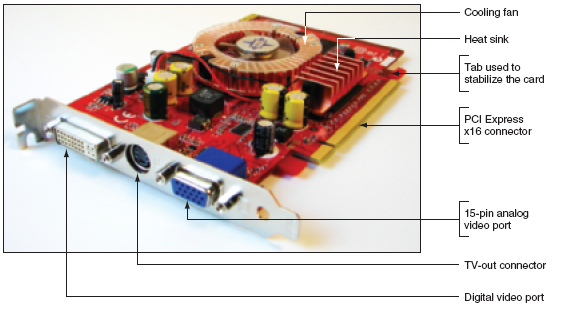 Cooling fan
Heat sink
Tab used to
stabilize the card
PCI Express
x16 connector
15-pin analog
video port
TV-out connector
Digital video port